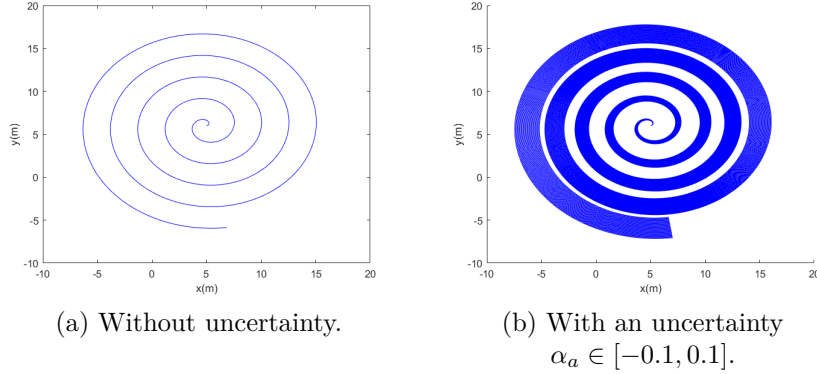 20
15
10
5
0
-5
-10
-10 -5 0 5 10 15 20
x(m)
y(m)
(a) Without uncertainty.
20
15
10
5
0
-5
-10
-10 -5 0 5 10 15 20
x(m)
y(m)
(b) With an uncertainty
α_a ∈ [−0.1, 0.1].